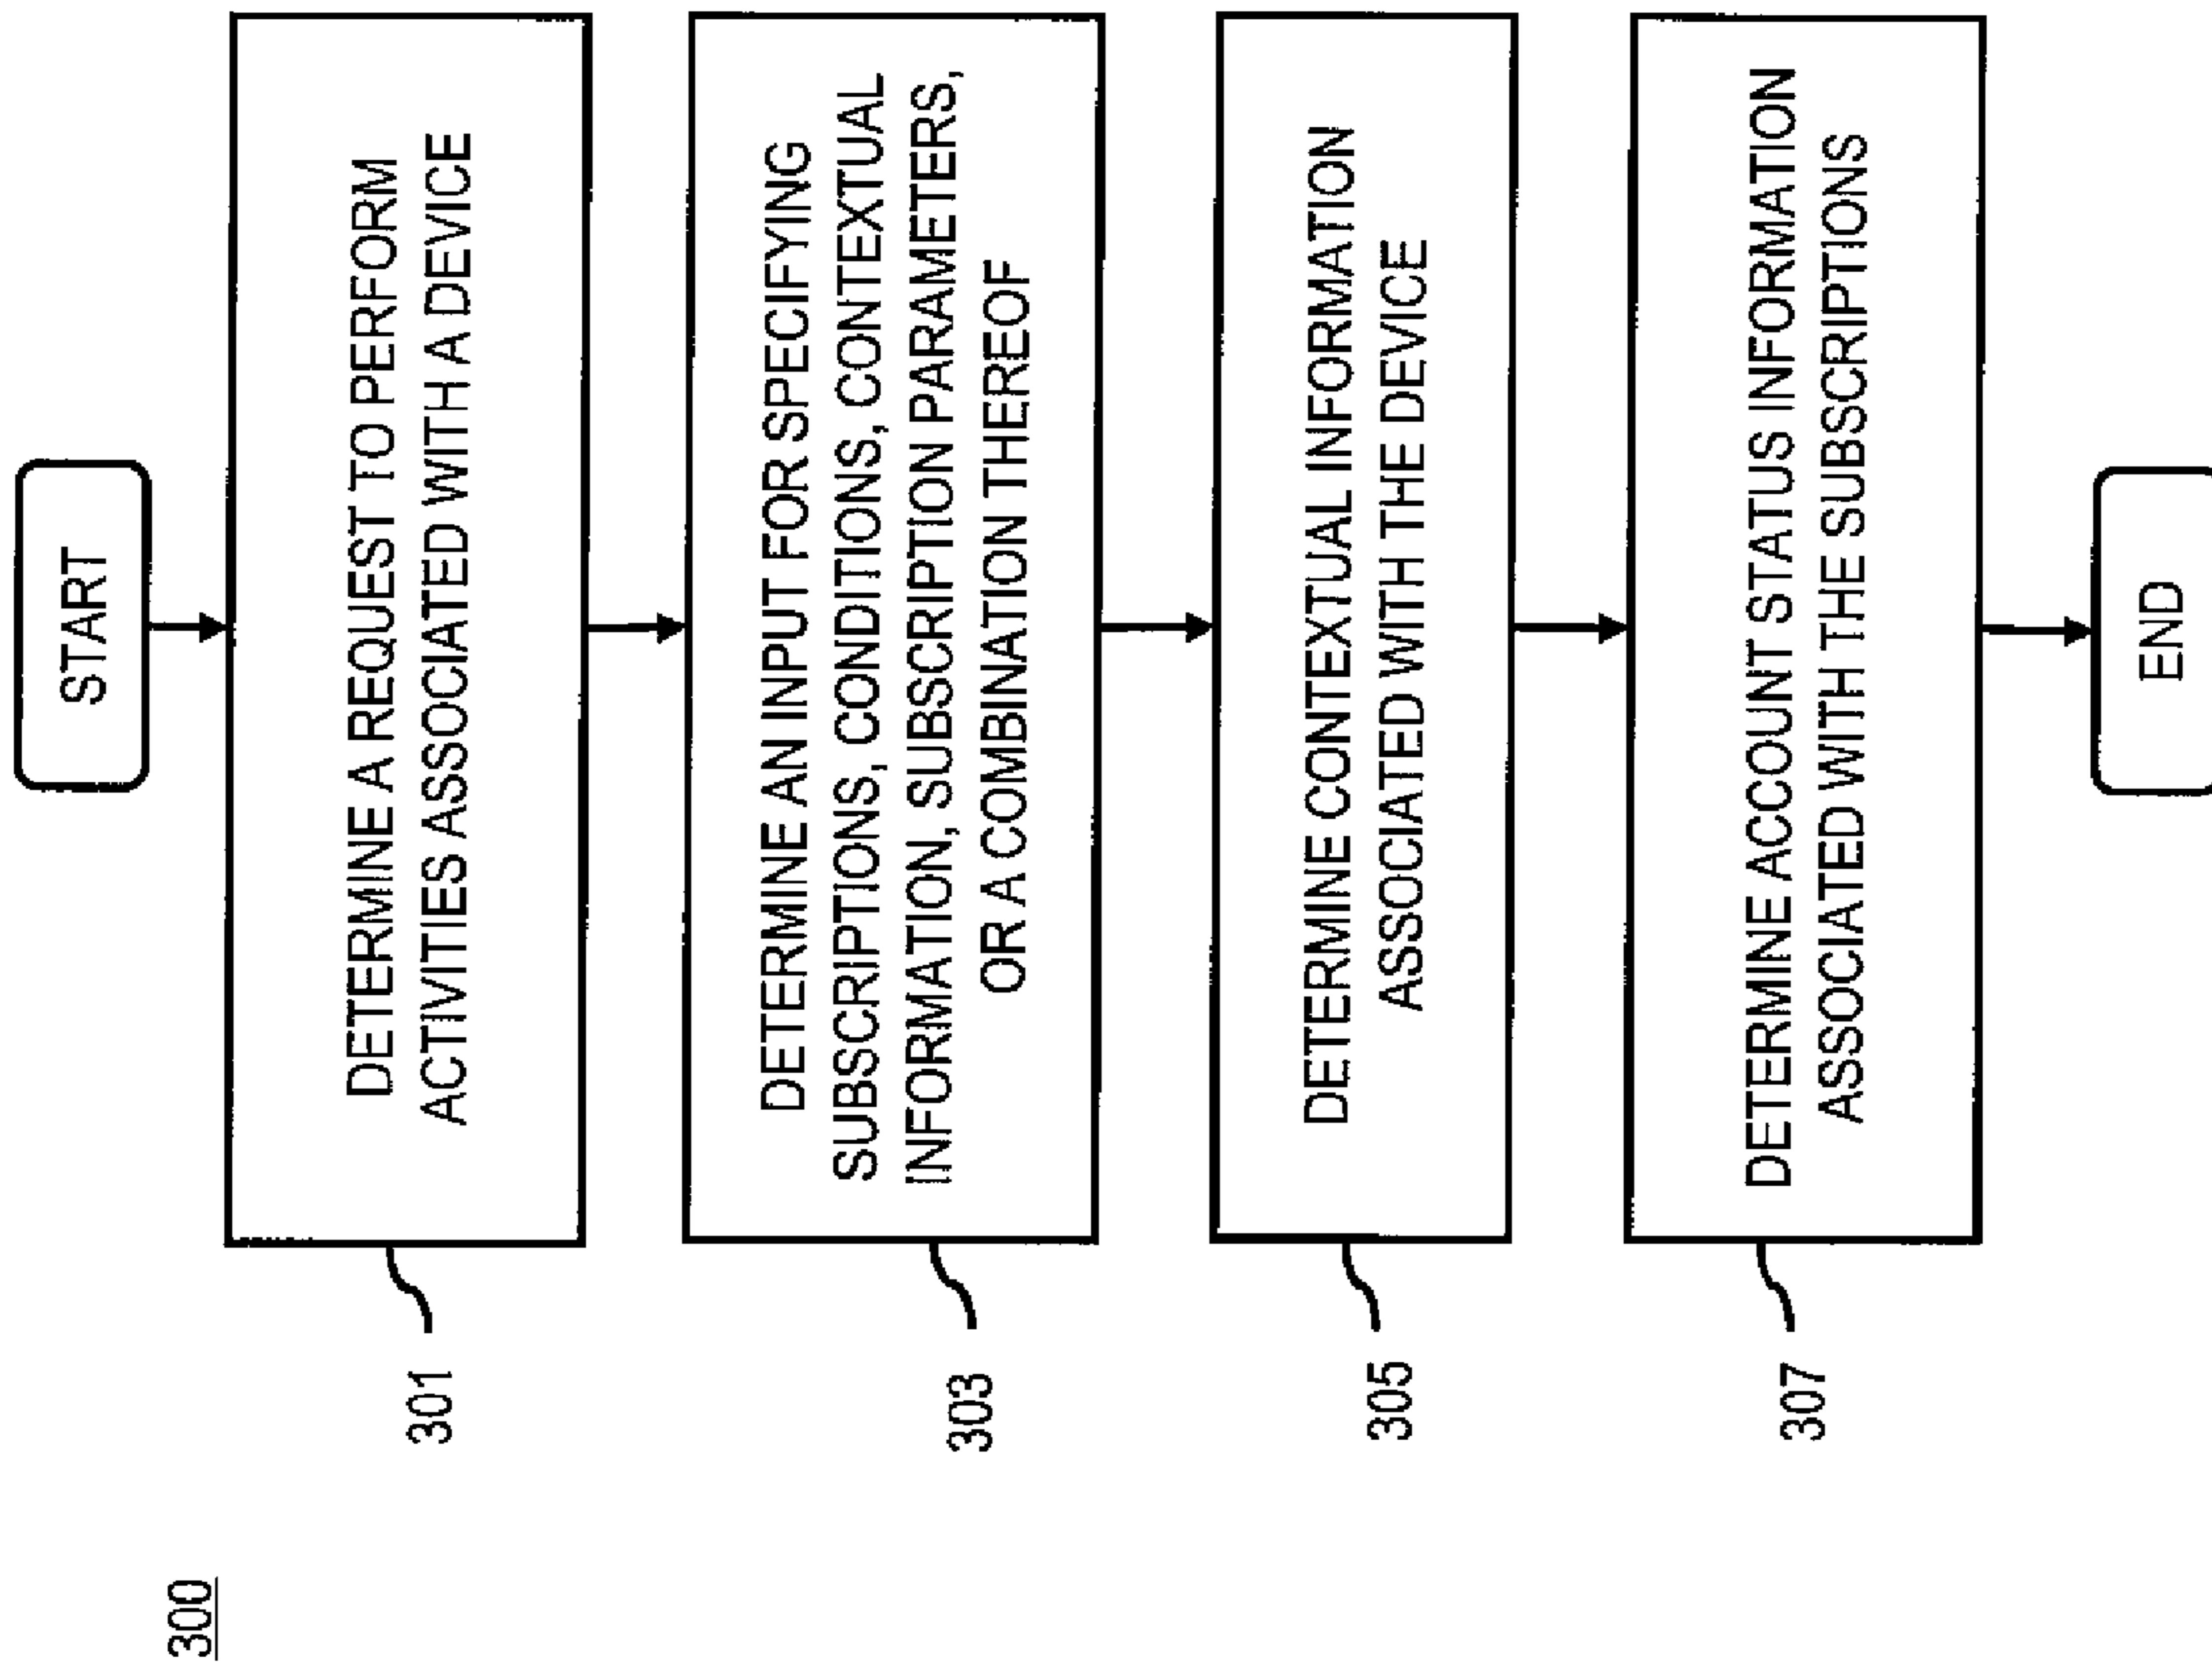 300
START
301
DETERMINE A REQUEST TO PERFORM
ACTIVITIES ASSOCIATED WITH A DEVICE
303
DETERMINE AN INPUT FOR SPECIFYING
SUBSCRIPTIONS, CONDITIONS, CONTEXTUAL
INFORMATION, SUBSCRIPTION PARAMETERS,
OR A COMBINATION THEREOF
305
DETERMINE CONTEXTUAL INFORMATION
ASSOCIATED WITH THE DEVICE
307
DETERMINE ACCOUNT STATUS INFORMATION
ASSOCIATED WITH THE SUBSCRIPTIONS
END